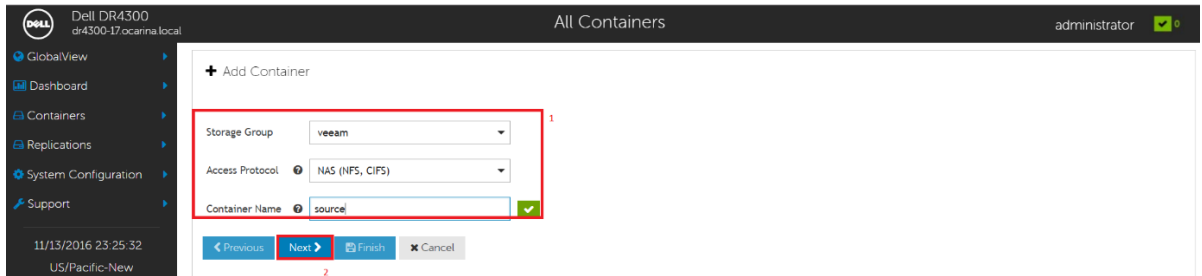 DELL
Dell DR4300
dr4300-17.ocarina.local
All Containers
administrator
0
GlobalView
Dashboard
Containers
Replications
System Configuration
Support
11/13/2016 23:25:32
US/Pacific-New
+ Add Container
1
Storage Group veeam
Access Protocol ? NAS (NFS, CIFS)
Container Name ? source
Previous Next Finish Cancel
2